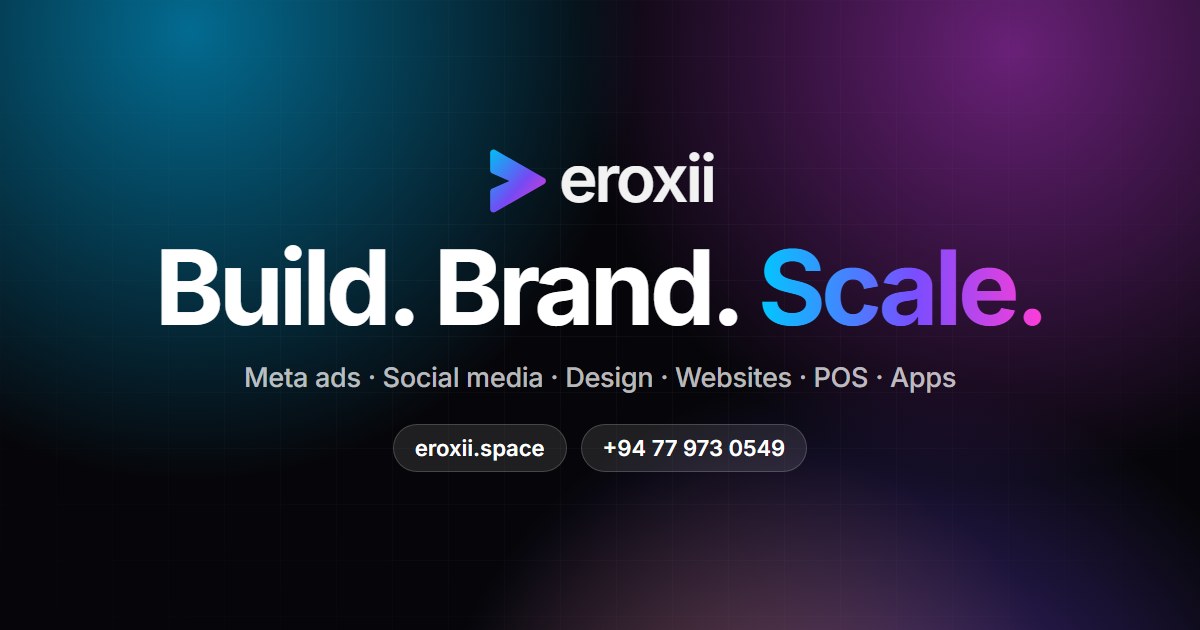 eroxii
Build. Brand. Scale.
Meta ads · Social media · Design · Websites · POS · Apps
eroxii.space
+94 77 973 0549